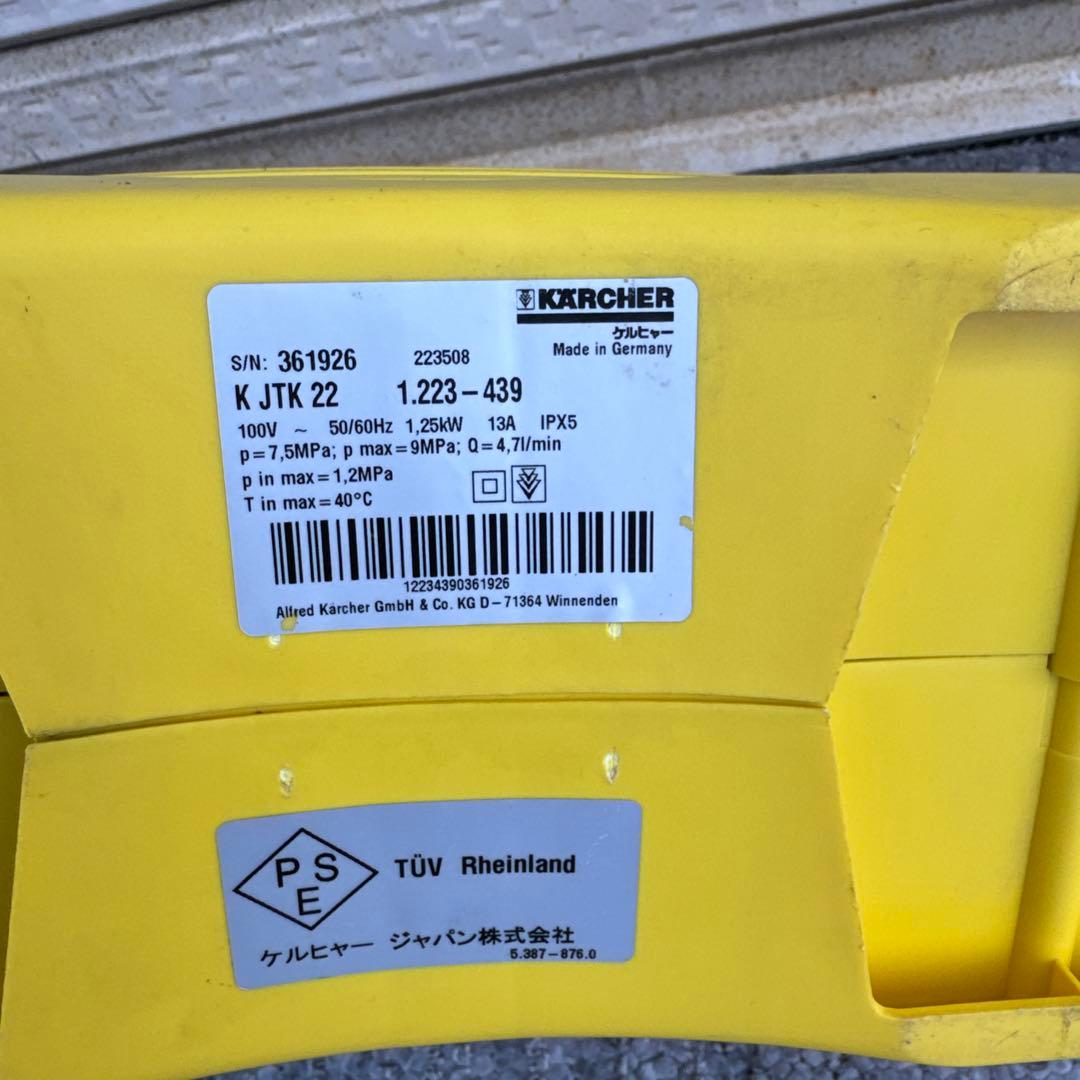 KÄRCHER
ケルヒャー
Made in Germany
S/N: 361926 223508
K JTK 22 1.223-439
100V ~ 50/60Hz 1,25kW 13A IPX5
p=7,5MPa; p max=9MPa; Q=4,7l/min
p in max=1,2MPa
T in max=40°C
12234390361926
Alfred Kärcher GmbH & Co. KG D-71364 Winnenden
PSE TÜV Rheinland
ケルヒャー ジャパン株式会社
5.387-876.0